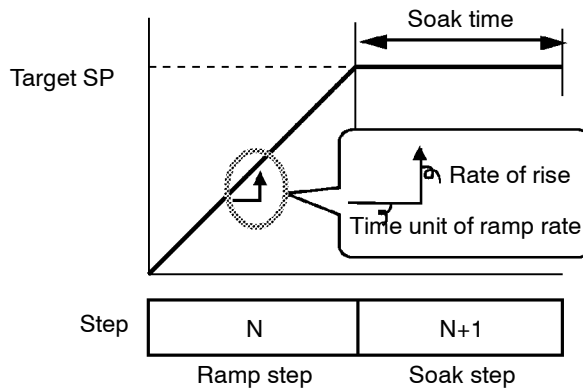 Soak time
Target SP
Rate of rise
Time unit of ramp rate
Step
N
N+1
Ramp step
Soak step